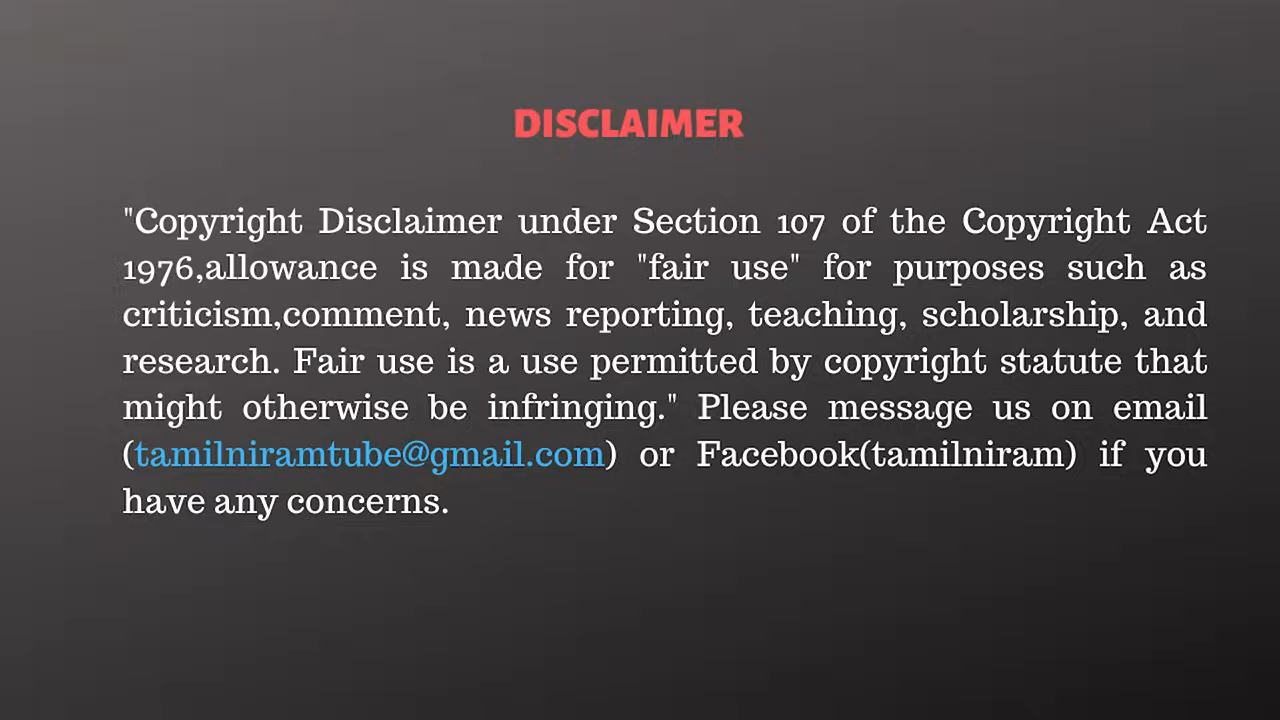 DISCLAIMER
"Copyright Disclaimer under Section 107 of the Copyright Act
1976,allowance is made for "fair use" for purposes such as
criticism,comment, news reporting, teaching, scholarship, and
research. Fair use is a use permitted by copyright statute that
might otherwise be infringing." Please message us on email
(tamilniramtube@gmail.com) or Facebook(tamilniram) if you
have any concerns.